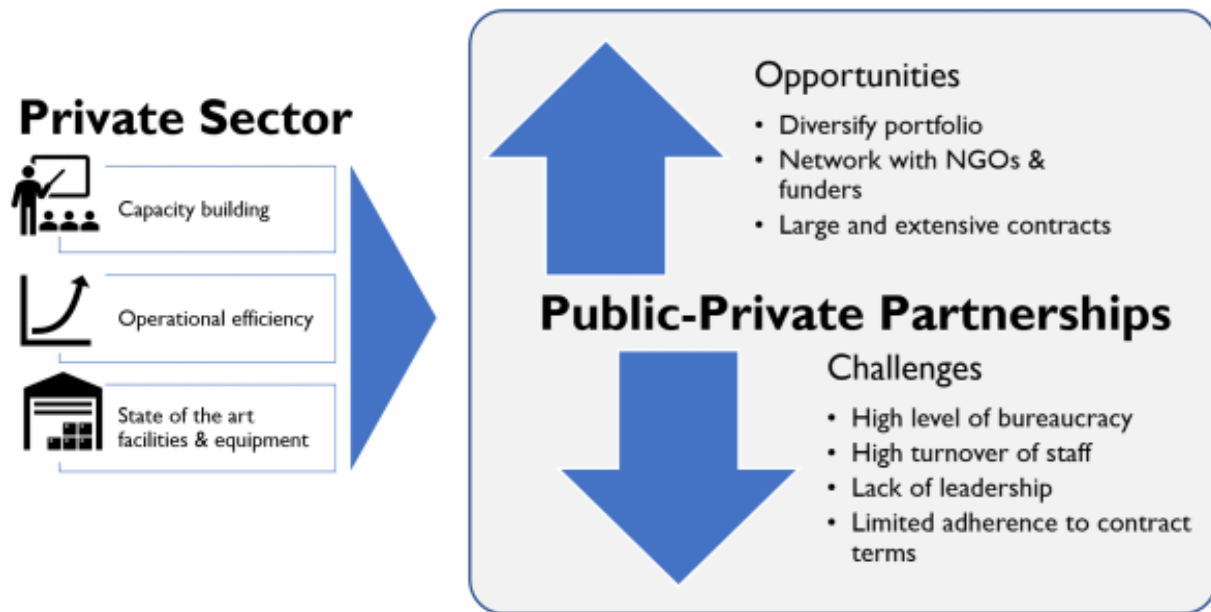 Private Sector
Capacity building
Operational efficiency
State of the art
facilities & equipment
Opportunities
• Diversify portfolio
• Network with NGOs &
funders
• Large and extensive contracts
Public-Private Partnerships
Challenges
• High level of bureaucracy
• High turnover of staff
• Lack of leadership
• Limited adherence to contract
terms